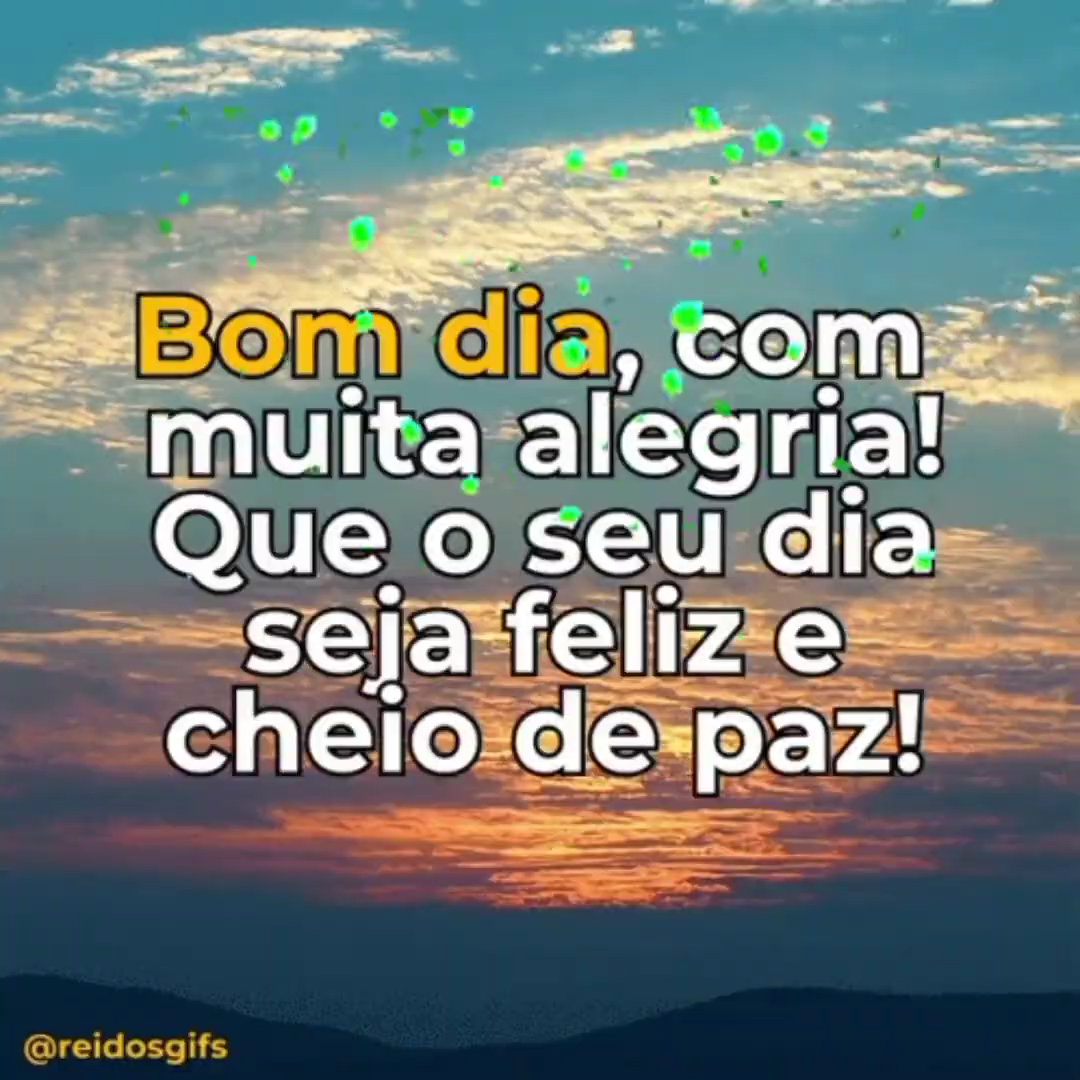 Bom dia, com
muita alegria!
Que o seu dia
seja feliz e
cheio de paz!
@reidosgifs